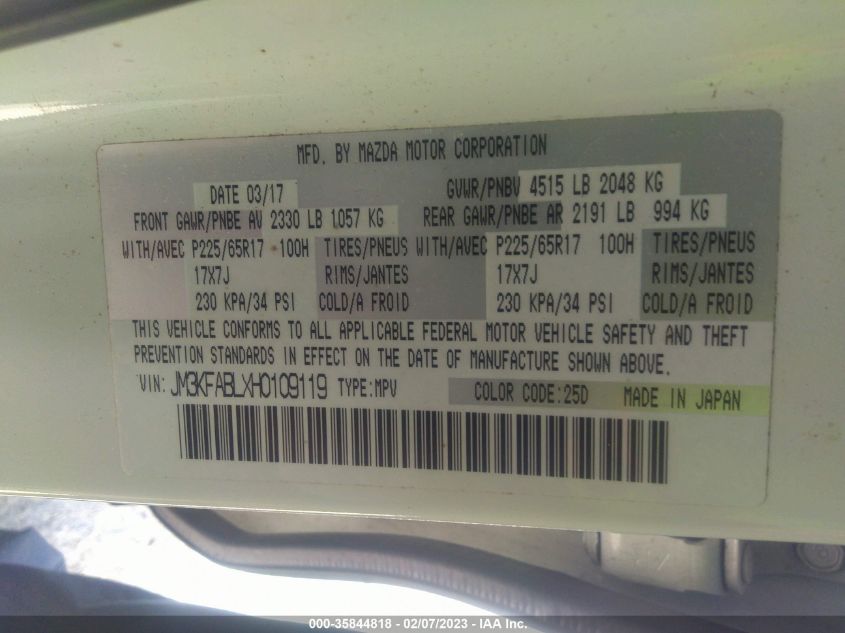 MFD. BY MAZDA MOTOR CORPORATION
DATE 03/17 GVWR/PNBV 4515 LB 2048 KG
FRONT GAWR/PNBE AV 2330 LB 1057 KG REAR GAWR/PNBE AR 2191 LB 994 KG
WITH/AVEC P225/65R17 100H TIRES/PNEUS WITH/AVEC P225/65R17 100H TIRES/PNEUS
17X7J RIMS/JANTES 17X7J RIMS/JANTES
230 KPA/34 PSI COLD/A FROID 230 KPA/34 PSI COLD/A FROID
THIS VEHICLE CONFORMS TO ALL APPLICABLE FEDERAL MOTOR VEHICLE SAFETY AND THEFT
PREVENTION STANDARDS IN EFFECT ON THE DATE OF MANUFACTURE SHOWN ABOVE.
VIN: JM3KFABLXH0109119 TYPE:MPV COLOR CODE:25D MADE IN JAPAN
000-35844818 - 02/07/2023 - IAA Inc.